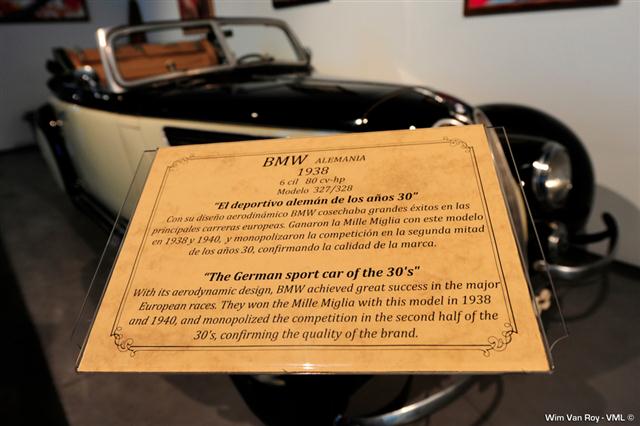 BMW ALEMANIA
1938
6 cil 80 cv-hp
Modelo 327/328
"El deportivo alemán de los años 30"
Con su diseño aerodinámico BMW cosechaba grandes éxitos en las
principales carreras europeas. Ganaron la Mille Miglia con este modelo
en 1938 y 1940, y monopolizaron la competición en la segunda mitad
de los años 30, confirmando la calidad de la marca.
"The German sport car of the 30's"
With its aerodynamic design, BMW achieved great success in the major
European races. They won the Mille Miglia with this model in 1938
and 1940, and monopolized the competition in the second half of the
30's, confirming the quality of the brand.
Wim Van Roy - VML ©